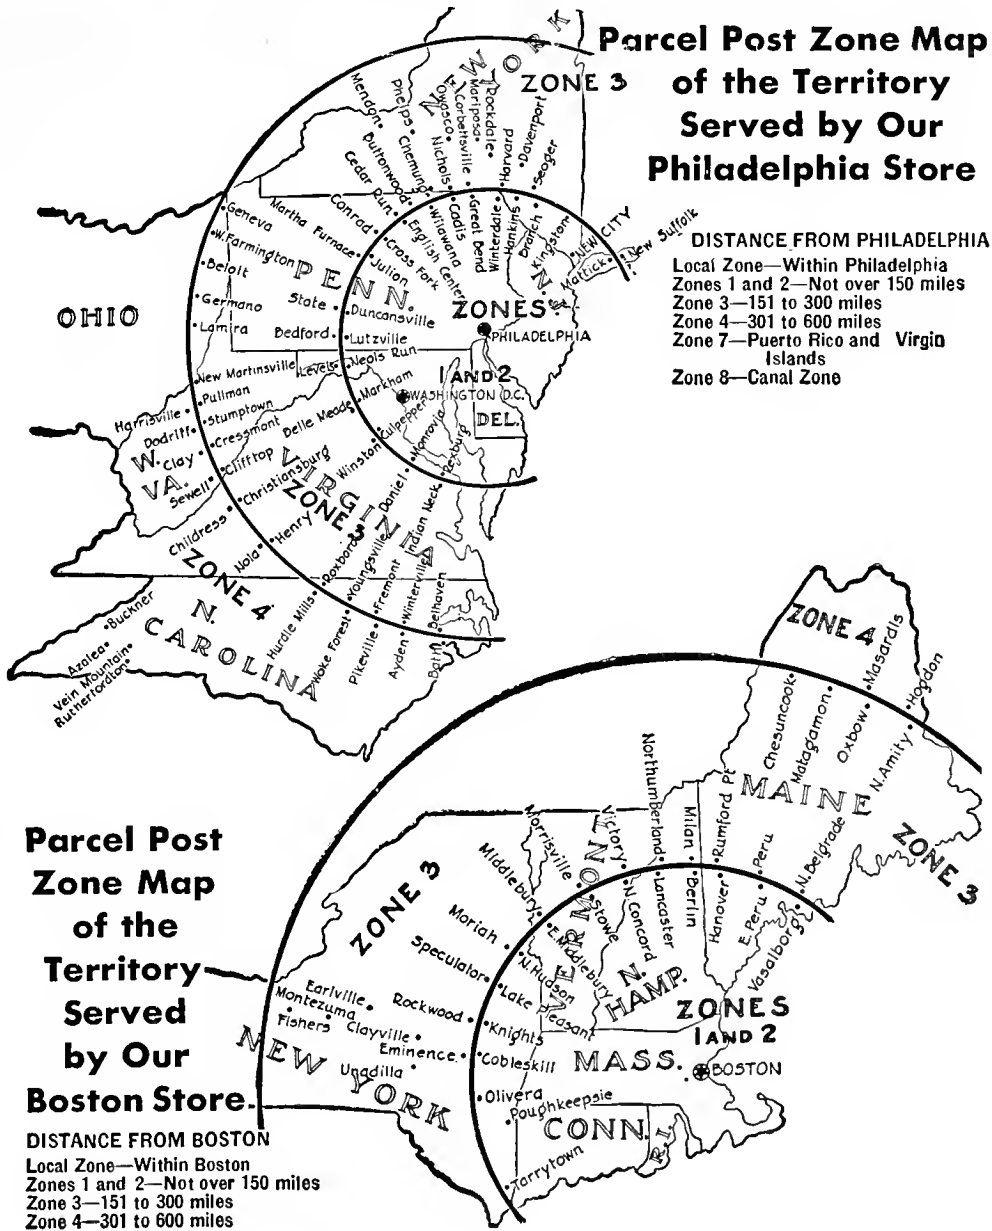 Parcel Post Zone Map
of the Territory
Served by Our
Philadelphia Store
DISTANCE FROM PHILADELPHIA
Local Zone—Within Philadelphia
Zones 1 and 2—Not over 150 miles
Zone 3—151 to 300 miles
Zone 4—301 to 600 miles
Zone 7—Puerto Rico and Virgin
Islands
Zone 8—Canal Zone
NEW YORK
ZONE 3
Mendon
Phelps
Owasco
Corbettsville
Mariposa
Rockdale
Harvard
Davenport
Seager
Buttonwood
Chemung
Nichols
Cedar Run
Conrad
Martha Furnace
Geneva
W. Farmington
Beloit
Germano
Lamira
OHIO
PENN.
Wilawana
Cadis
Great Bend
Winterdale
Hankins
Branch
Kingston
NEW CITY
Mattick
New Suffolk
N.
English Center
Cross Fork
Julion
State
Duncansville
Bedford
Lutzville
Levels
Neols Run
ZONES
1 AND 2
PHILADELPHIA
WASHINGTON D.C.
DEL.
Markham
Culpepper
Monrovia
Rexburg
New Martinsville
Pullman
Harrisville
Stumptown
Dodrill
Cressmont
Clay
Clifftop
Sewell
Christiansburg
W.
VA.
Belle Meade
Winston
Daniel
Indian Neck
VIRGINIA
ZONE 3
Childress
Nola
Henry
Roxboro
Youngsville
Fremont
Winterville
Belhaven
ZONE 4
Hurdle Mills
Wake Forest
Pikeville
Ayden
Bath
N.
CAROLINA
Buckner
Azalea
Vein Mountain
Rutherfordton
Parcel Post
Zone Map
of the
Territory
Served
by Our
Boston Store
DISTANCE FROM BOSTON
Local Zone—Within Boston
Zones 1 and 2—Not over 150 miles
Zone 3—151 to 300 miles
Zone 4—301 to 600 miles
ZONE 4
Masardis
Hogdon
Chesuncook
Matagamon
Oxbow
N. Amity
MAINE
ZONE 3
Northumberland
Milan
Rumford Pt
Peru
N. Belgrade
Victory
Morrisville
Middlebury
Moriah
Speculator
Rockwood
Eminence
ZONE 3
Earlville
Montezuma
Fishers
Clayville
Unadilla
NEW YORK
VERMONT
N. Concord
Lancaster
Berlin
Hanover
E. Peru
Vasalboro
Stowe
E. Middlebury
N. Hudson
Lake Pleasant
Knights
Cobleskill
Olivera
Poughkeepsie
Tarrytown
N.
HAMP.
ZONES
1 AND 2
MASS.
BOSTON
CONN.
R.I.